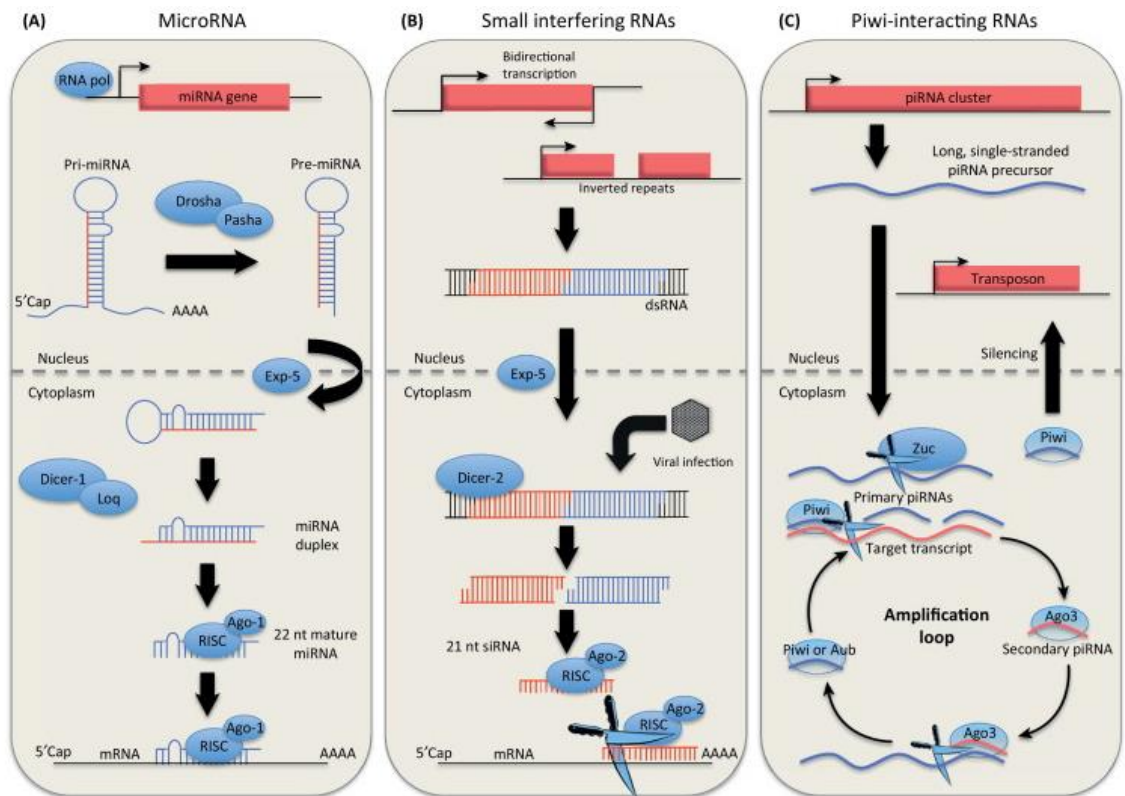 (A) MicroRNA
RNA pol
miRNA gene
Pri-miRNA
Pre-miRNA
Drosha
Pasha
5′Cap
AAAA
Nucleus
Exp-5
Cytoplasm
Dicer-1
Loq
miRNA
duplex
Ago-1
RISC
22 nt mature
miRNA
Ago-1
RISC
5′Cap
mRNA
AAAA
(B) Small interfering RNAs
Bidirectional
transcription
Inverted repeats
dsRNA
Nucleus
Exp-5
Cytoplasm
Viral infection
Dicer-2
21 nt siRNA
Ago-2
RISC
Ago-2
RISC
5′Cap
mRNA
AAAA
(C) Piwi-interacting RNAs
piRNA cluster
Long, single-stranded
piRNA precursor
Transposon
Silencing
Nucleus
Cytoplasm
Piwi
Zuc
Primary piRNAs
Piwi
Target transcript
Amplification
loop
Ago3
Secondary piRNA
Piwi or Aub
Ago3